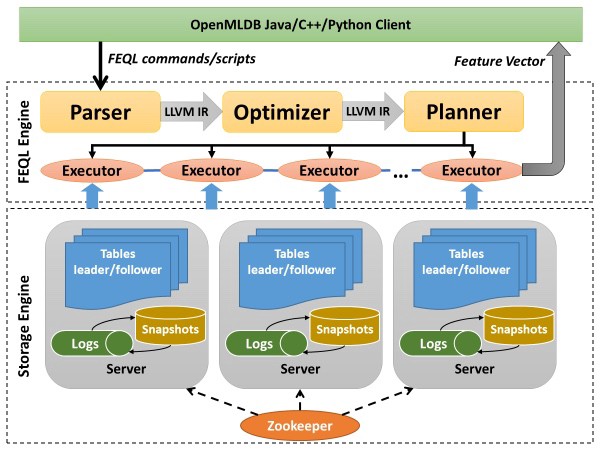 OpenMLDB Java/C++/Python Client
FEQL commands/scripts
Feature Vector
FEQL Engine
Parser
LLVM IR
Optimizer
LLVM IR
Planner
Executor
Executor
Executor
...
Executor
Storage Engine
Tables
leader/follower
Snapshots
Logs
Server
Tables
leader/follower
Snapshots
Logs
Server
Tables
leader/follower
Snapshots
Logs
Server
Zookeeper